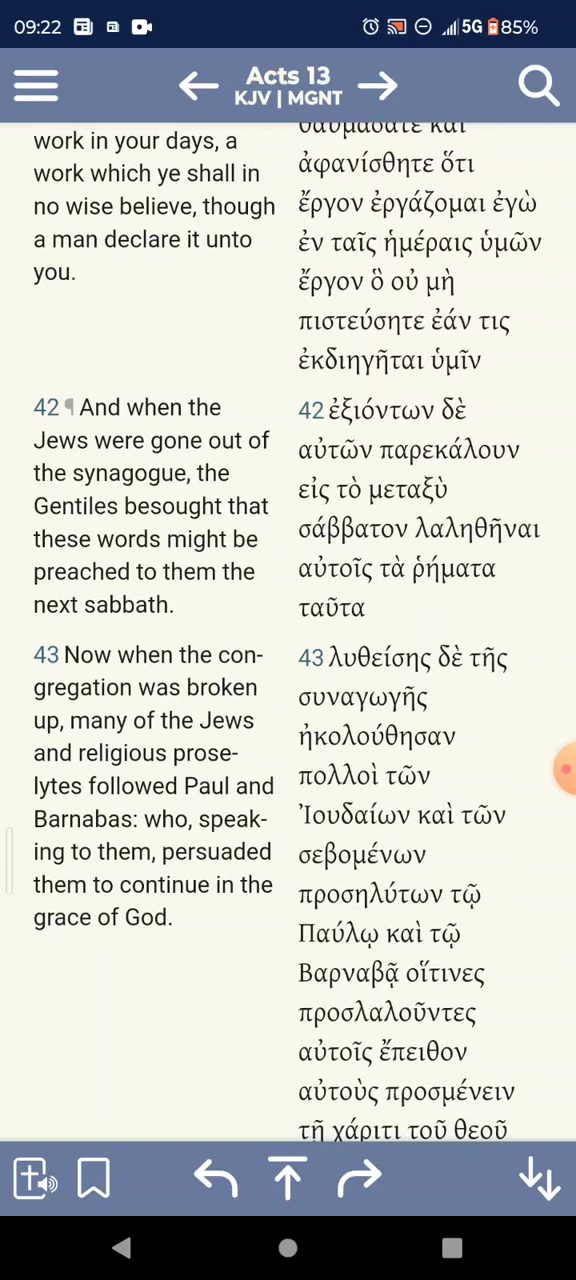 09:22
5G 85%
Acts 13
KJV | MGNT
work in your days, a
work which ye shall in
no wise believe, though
a man declare it unto
you.
42 ¶ And when the
Jews were gone out of
the synagogue, the
Gentiles besought that
these words might be
preached to them the
next sabbath.
43 Now when the con-
gregation was broken
up, many of the Jews
and religious prose-
lytes followed Paul and
Barnabas: who, speak-
ing to them, persuaded
them to continue in the
grace of God.
θαυμάσατε καὶ
ἀφανίσθητε ὅτι
ἔργον ἐργάζομαι ἐγὼ
ἐν ταῖς ἡμέραις ὑμῶν
ἔργον ὃ οὐ μὴ
πιστεύσητε ἐάν τις
ἐκδιηγῆται ὑμῖν
42 ἐξιόντων δὲ
αὐτῶν παρεκάλουν
εἰς τὸ μεταξὺ
σάββατον λαληθῆναι
αὐτοῖς τὰ ῥήματα
ταῦτα
43 λυθείσης δὲ τῆς
συναγωγῆς
ἠκολούθησαν
πολλοὶ τῶν
Ἰουδαίων καὶ τῶν
σεβομένων
προσηλύτων τῷ
Παύλῳ καὶ τῷ
Βαρναβᾷ οἵτινες
προσλαλοῦντες
αὐτοῖς ἔπειθον
αὐτοὺς προσμένειν
τῇ χάριτι τοῦ θεοῦ